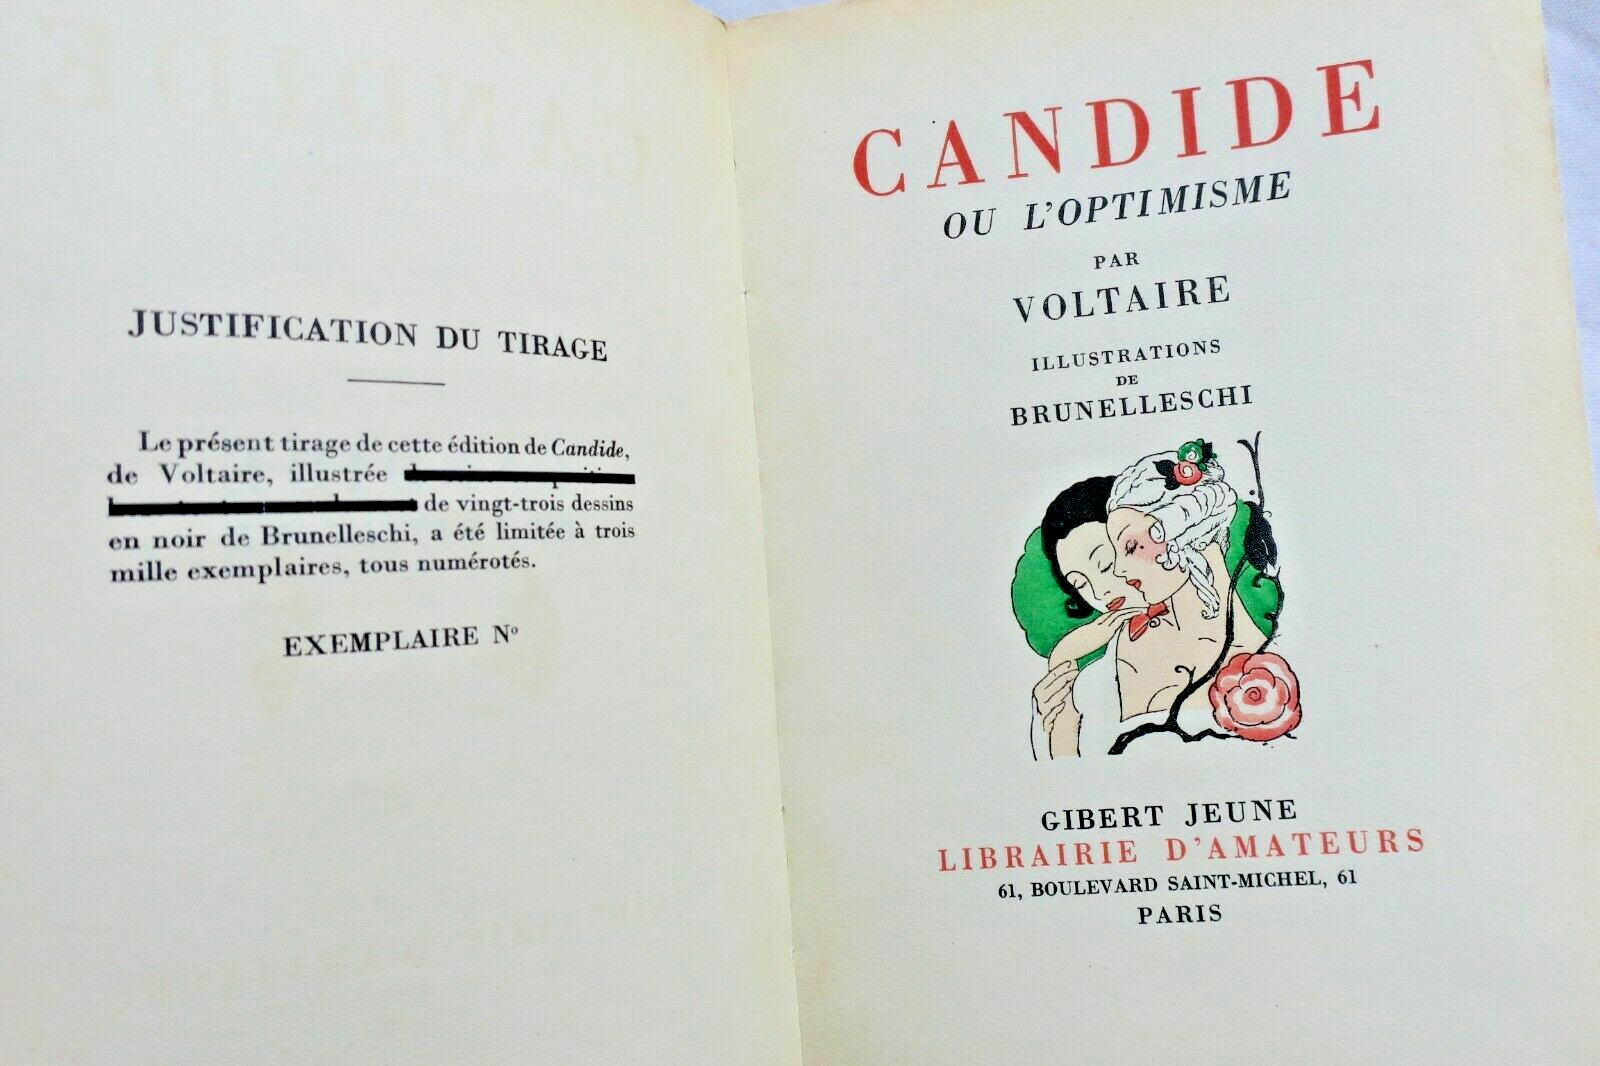 JUSTIFICATION DU TIRAGE
Le présent tirage de cette édition de Candide,
de Voltaire, illustrée
de vingt-trois dessins
en noir de Brunelleschi, a été limitée à trois
mille exemplaires, tous numérotés.
EXEMPLAIRE Nº
CANDIDE
OU L'OPTIMISME
PAR
VOLTAIRE
ILLUSTRATIONS
DE
BRUNELLESCHI
GIBERT JEUNE
LIBRAIRIE D'AMATEURS
61, BOULEVARD SAINT-MICHEL, 61
PARIS